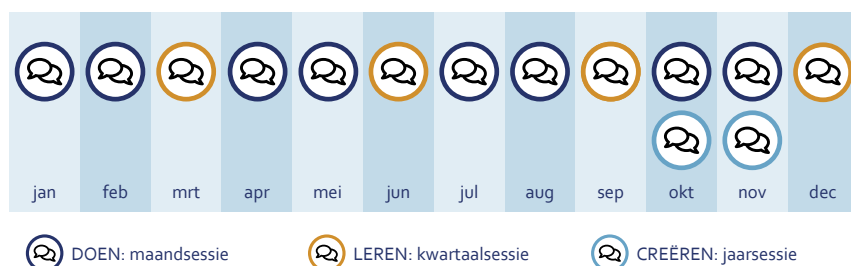 jan feb mrt apr mei jun jul aug sep okt nov dec
DOEN: maandsessie LEREN: kwartaalsessie CREËREN: jaarsessie